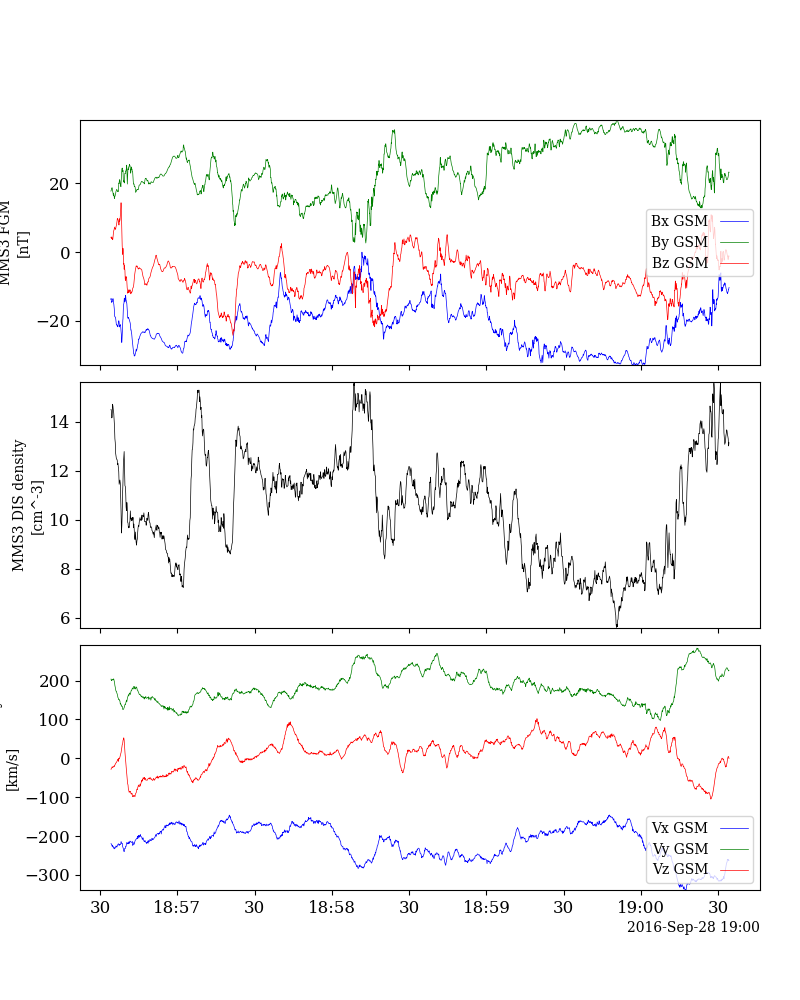 MMS3 FGM
[nT]
20
0
−20
Bx GSM
By GSM
Bz GSM
MMS3 DIS density
[cm^-3]
14
12
10
8
6
[km/s]
200
100
0
−100
−200
−300
Vx GSM
Vy GSM
Vz GSM
30 18:57 30 18:58 30 18:59 30 19:00 30
2016-Sep-28 19:00